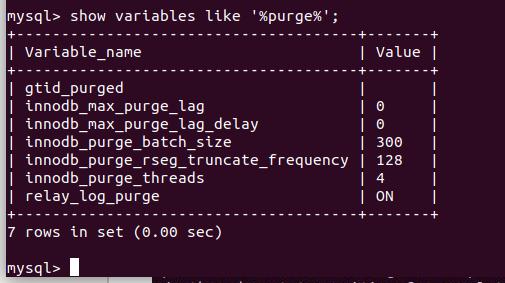 mysql> show variables like '%purge%';
+--------------------------------------+-------+
| Variable_name                        | Value |
+--------------------------------------+-------+
| gtid_purged                          |       |
| innodb_max_purge_lag                 | 0     |
| innodb_max_purge_lag_delay           | 0     |
| innodb_purge_batch_size              | 300   |
| innodb_purge_rseg_truncate_frequency | 128   |
| innodb_purge_threads                 | 4     |
| relay_log_purge                      | ON    |
+--------------------------------------+-------+
7 rows in set (0.00 sec)
mysql>